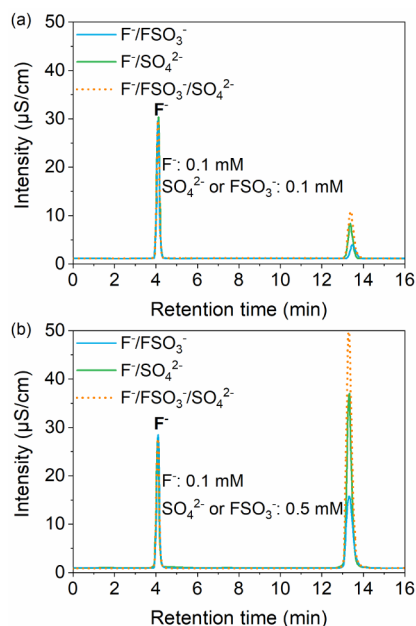 (a)
50
40
30
20
10
0
Intensity (µS/cm)
F⁻/FSO₃⁻
F⁻/SO₄²⁻
F⁻/FSO₃⁻/SO₄²⁻
F⁻
F⁻: 0.1 mM
SO₄²⁻ or FSO₃⁻: 0.1 mM
0 2 4 6 8 10 12 14 16
Retention time (min)
(b)
50
40
30
20
10
0
Intensity (µS/cm)
F⁻/FSO₃⁻
F⁻/SO₄²⁻
F⁻/FSO₃⁻/SO₄²⁻
F⁻
F⁻: 0.1 mM
SO₄²⁻ or FSO₃⁻: 0.5 mM
0 2 4 6 8 10 12 14 16
Retention time (min)